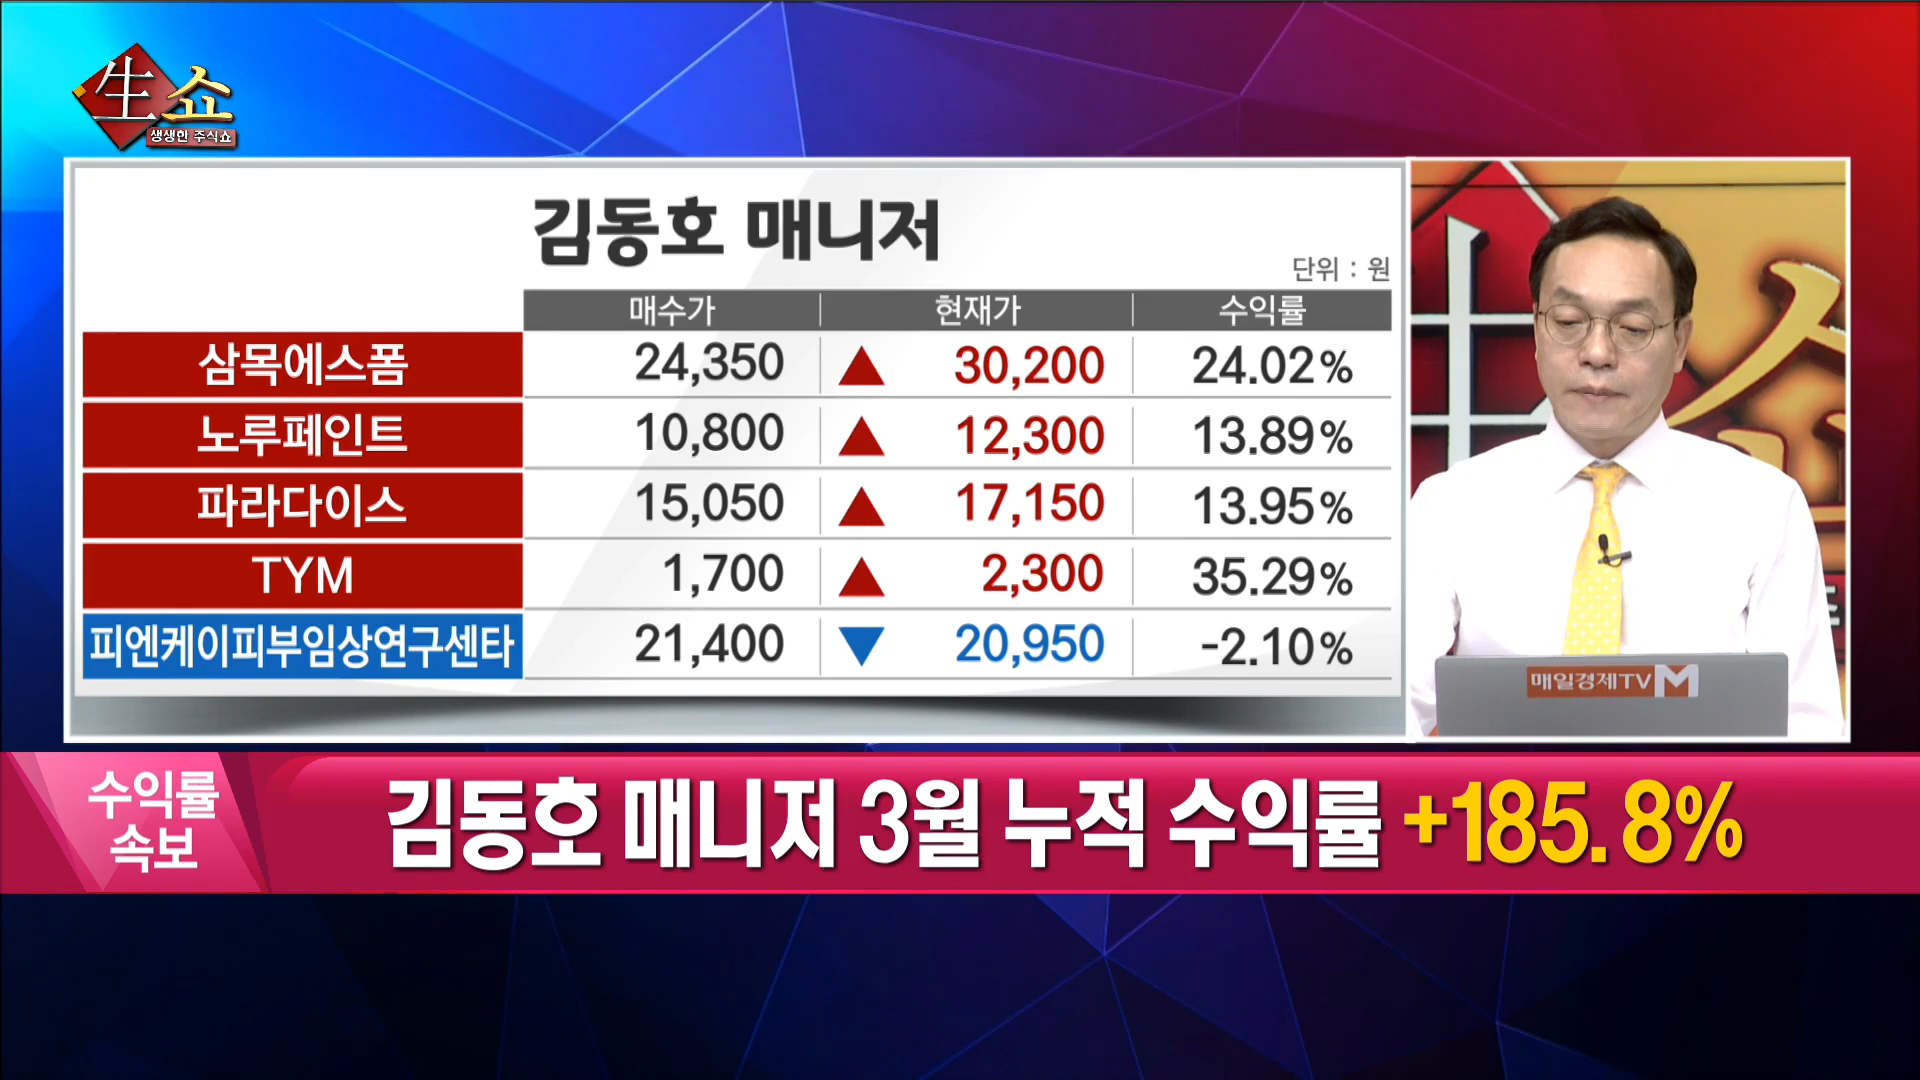 生쇼
생생한 주식쇼
김동호 매니저
단위 : 원
매수가 현재가 수익률
삼목에스폼 24,350 ▲ 30,200 24.02%
노루페인트 10,800 ▲ 12,300 13.89%
파라다이스 15,050 ▲ 17,150 13.95%
TYM 1,700 ▲ 2,300 35.29%
피엔케이피부임상연구센타 21,400 ▼ 20,950 -2.10%
매일경제TV M
수익률
속보
김동호 매니저 3월 누적 수익률 +185.8%